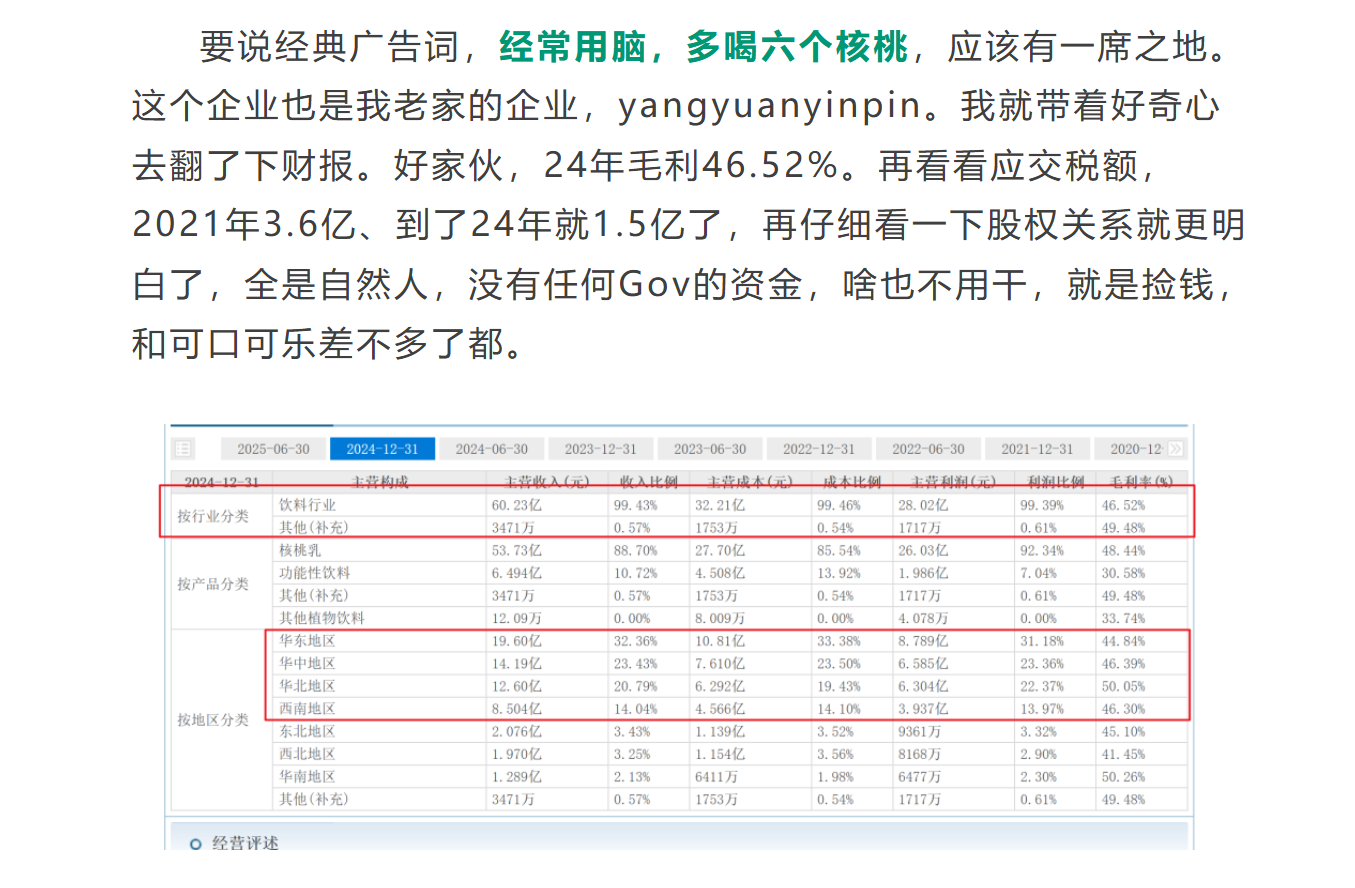 要说经典广告词，经常用脑，多喝六个核桃，应该有一席之地。
这个企业也是我老家的企业，yangyuanyinpin。我就带着好奇心
去翻了下财报。好家伙，24年毛利46.52%。再看看应交税额，
2021年3.6亿、到了24年就1.5亿了，再仔细看一下股权关系就更明
白了，全是自然人，没有任何Gov的资金，啥也不用干，就是捡钱，
和可口可乐差不多了都。
2025-06-30 2024-12-31 2024-06-30 2023-12-31 2023-06-30 2022-12-31 2022-06-30 2021-12-31 2020-12-
2024-12-31 主营构成 主营收入(元) 收入比例 主营成本(元) 成本比例 主营利润(元) 利润比例 毛利率(%)
按行业分类 饮料行业 60.23亿 99.43% 32.21亿 99.46% 28.02亿 99.39% 46.52%
其他(补充) 3471万 0.57% 1753万 0.54% 1717万 0.61% 49.48%
按产品分类 核桃乳 53.73亿 88.70% 27.70亿 85.54% 26.03亿 92.34% 48.44%
功能性饮料 6.494亿 10.72% 4.508亿 13.92% 1.986亿 7.04% 30.58%
其他(补充) 3471万 0.57% 1753万 0.54% 1717万 0.61% 49.48%
其他植物饮料 12.09万 0.00% 8.009万 0.00% 4.078万 0.00% 33.74%
按地区分类 华东地区 19.60亿 32.36% 10.81亿 33.38% 8.789亿 31.18% 44.84%
华中地区 14.19亿 23.43% 7.610亿 23.50% 6.585亿 23.36% 46.39%
华北地区 12.60亿 20.79% 6.292亿 19.43% 6.304亿 22.37% 50.05%
西南地区 8.504亿 14.04% 4.566亿 14.10% 3.937亿 13.97% 46.30%
东北地区 2.076亿 3.43% 1.139亿 3.52% 9361万 3.32% 45.10%
西北地区 1.970亿 3.25% 1.154亿 3.56% 8168万 2.90% 41.45%
华南地区 1.289亿 2.13% 6411万 1.98% 6477万 2.30% 50.26%
其他(补充) 3471万 0.57% 1753万 0.54% 1717万 0.61% 49.48%
经营评述